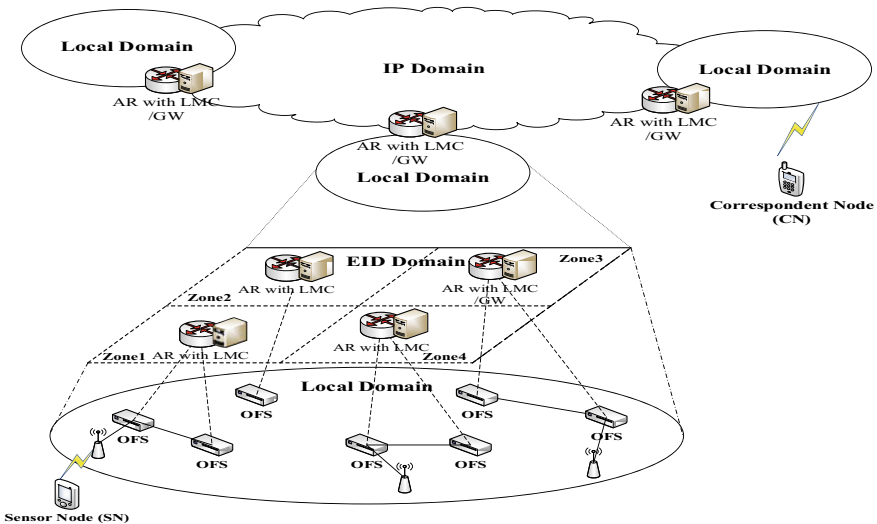 Local Domain
IP Domain
Local Domain
AR with LMC
/GW
AR with LMC
/GW
AR with LMC
/GW
Local Domain
Correspondent Node
(CN)
EID Domain
Zone3
AR with LMC
AR with LMC
/GW
Zone2
Zone1
AR with LMC
AR with LMC
Zone4
Local Domain
OFS
OFS
OFS
OFS
OFS
OFS
OFS
Sensor Node (SN)